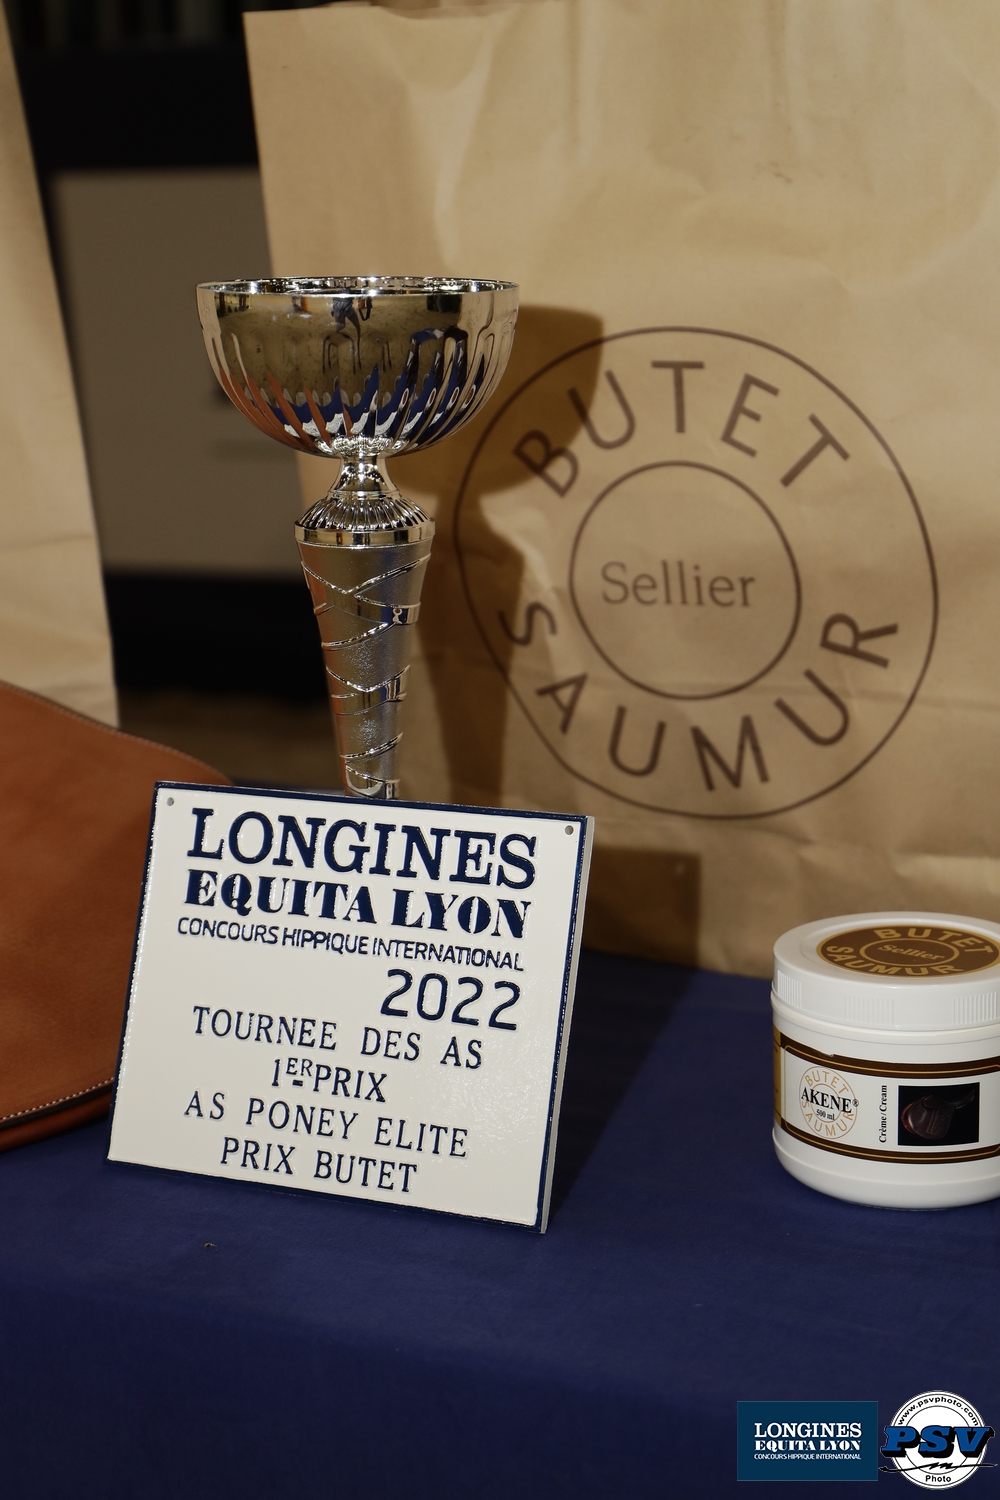 BUTET
Sellier
SAUMUR
LONGINES
EQUITA LYON
CONCOURS HIPPIQUE INTERNATIONAL
2022
TOURNEE DES AS
1ER PRIX
AS PONEY ELITE
PRIX BUTET
BUTET
Sellier
SAUMUR
BUTET
AKENE®
500 ml
SAUMUR
Crème/Cream
LONGINES
EQUITA LYON
CONCOURS HIPPIQUE INTERNATIONAL
www.psvphoto.com
PSV
Photo